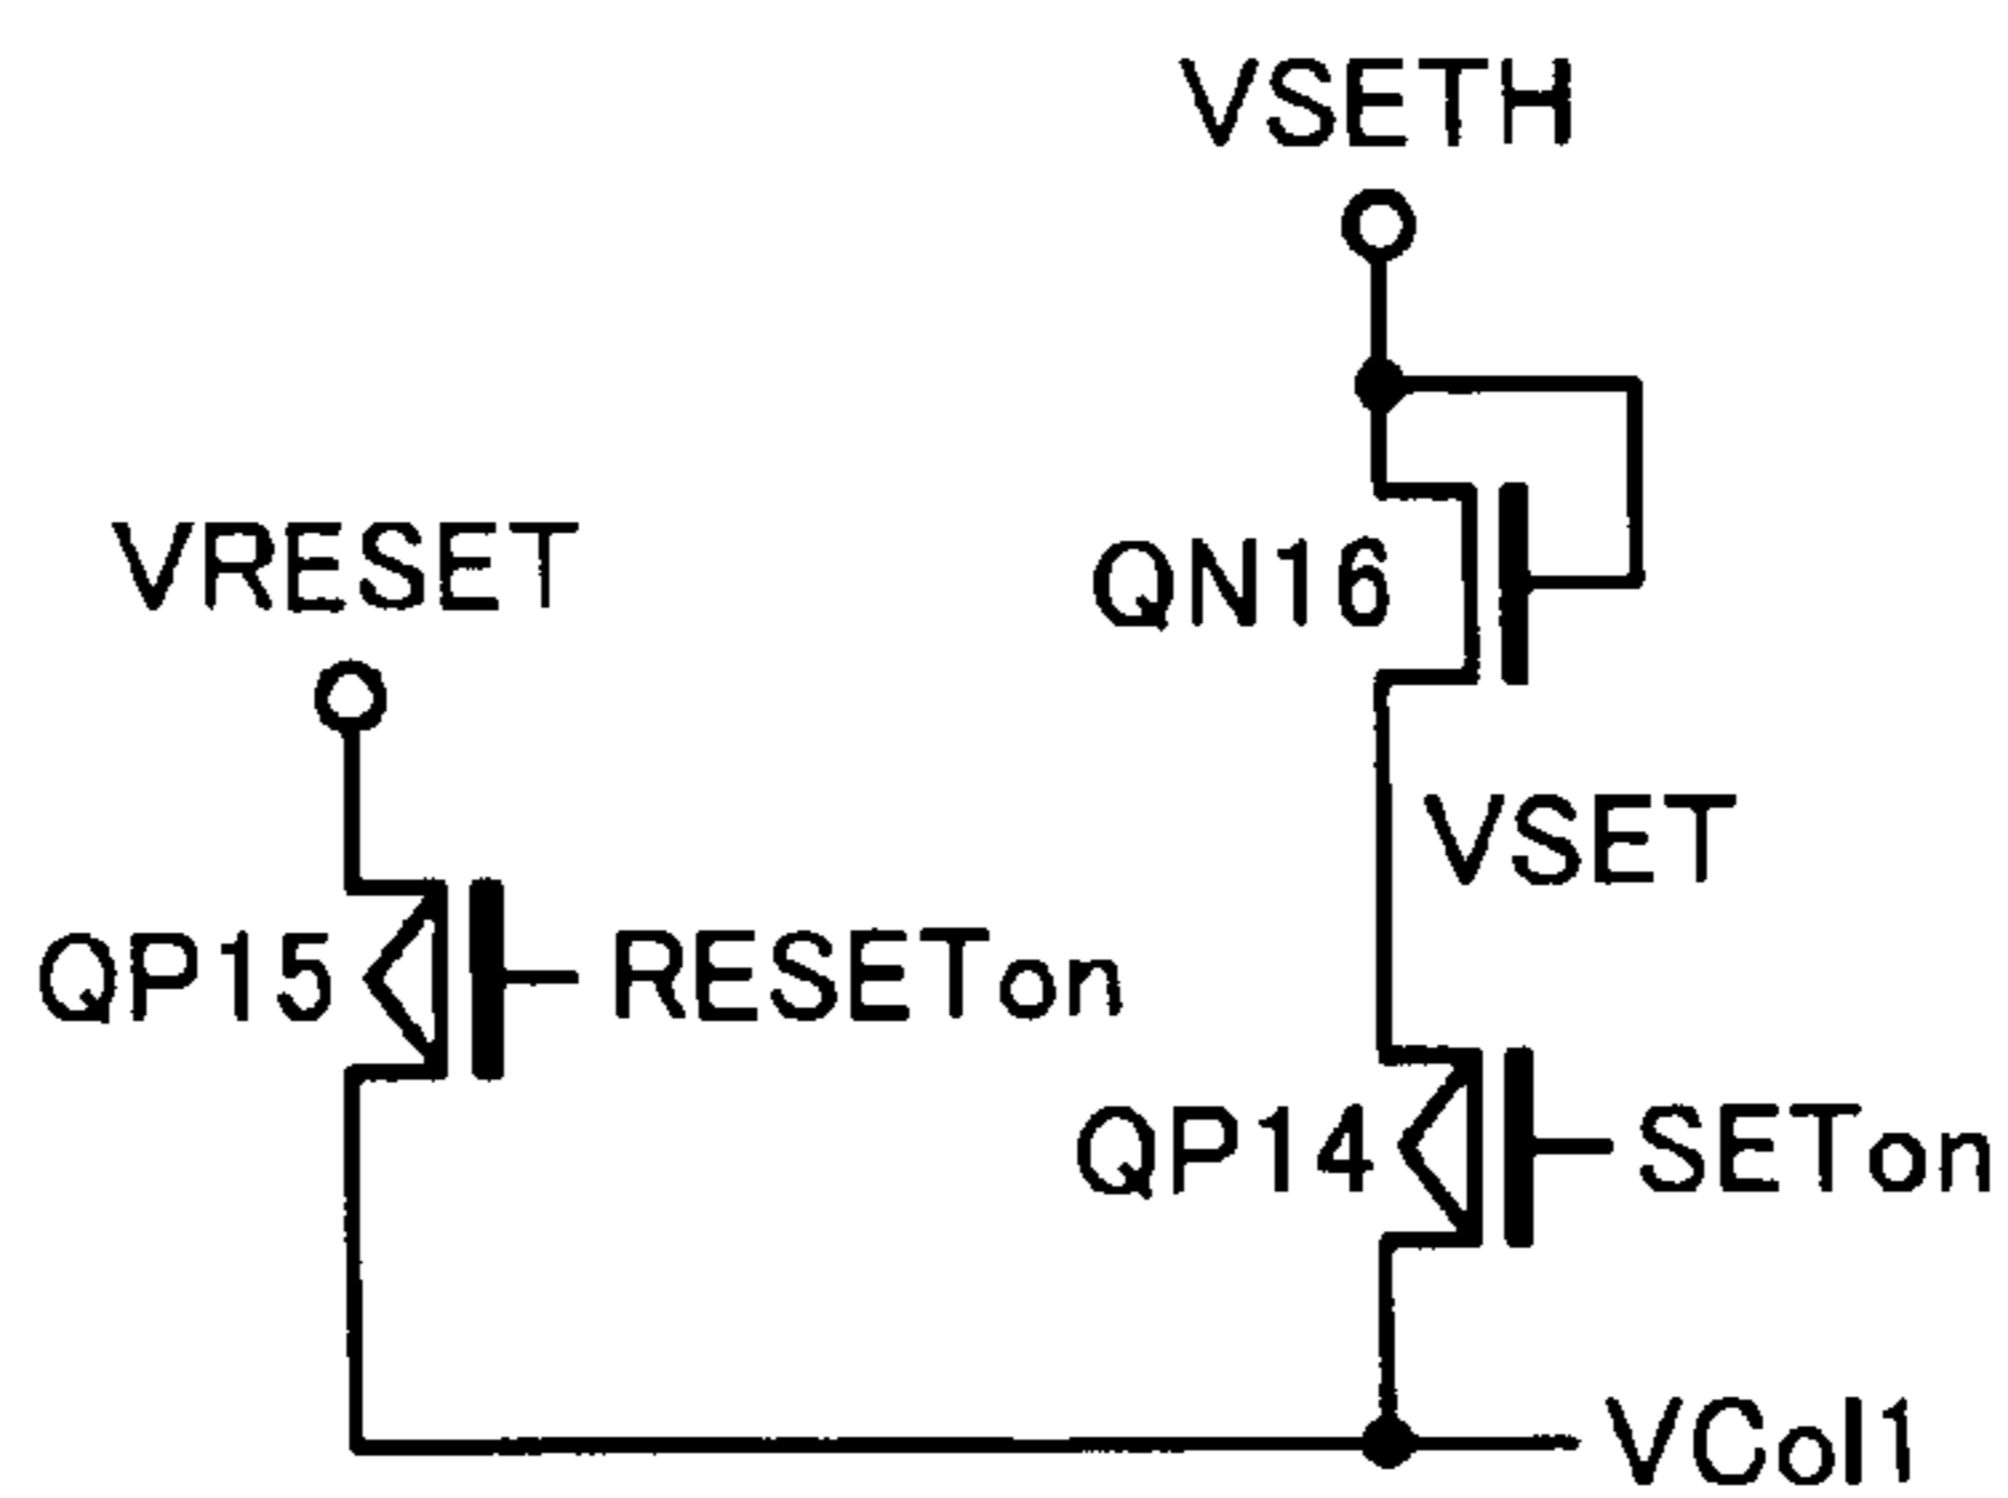 VSETH
VRESET
QN16
VSET
QP15
RESETon
QP14
SETon
VCol1